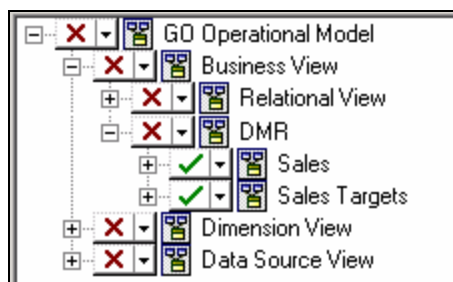 GO Operational Model
Business View
Relational View
DMR
Sales
Sales Targets
Dimension View
Data Source View